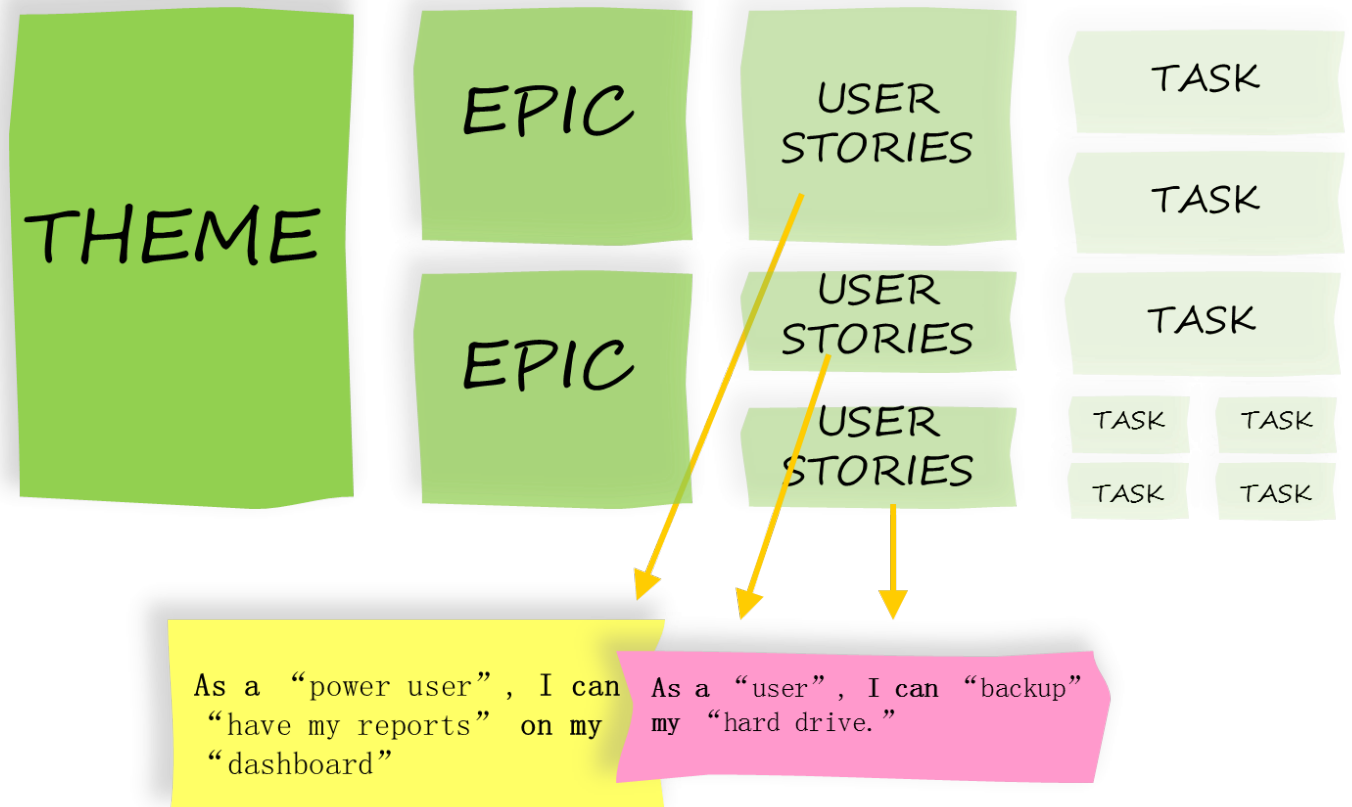 THEME
EPIC
EPIC
USER
STORIES
USER
STORIES
USER
STORIES
TASK
TASK
TASK
TASK
TASK
TASK
TASK
As a “power user”, I can
“have my reports” on my
“dashboard”
As a “user”, I can “backup”
my “hard drive.”